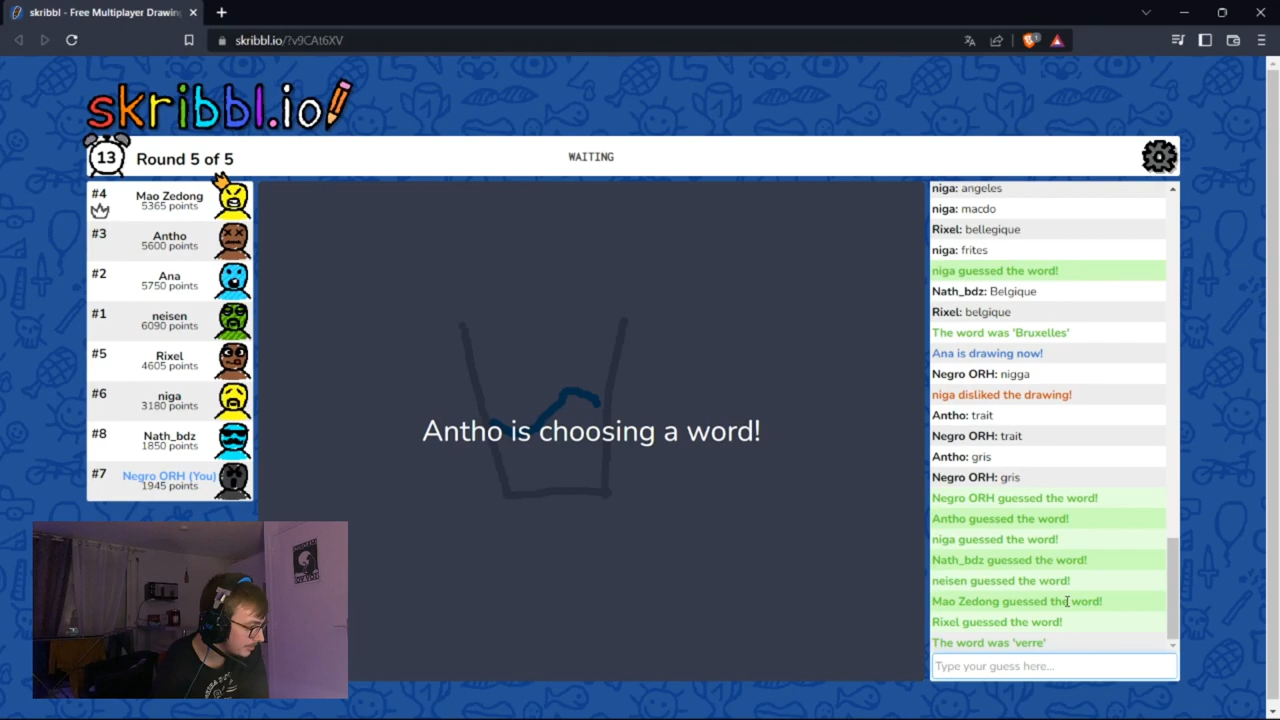 skribbl - Free Multiplayer Drawin
skribbl.io/?v9CAt6XV
skribbl.io
13
Round 5 of 5
WAITING
#4
Mao Zedong
5365 points
#3
Antho
5600 points
#2
Ana
5750 points
#1
neisen
6090 points
#5
Rixel
4605 points
#6
niga
3180 points
#8
Nath_bdz
1850 points
#7
Negro ORH (You)
1945 points
Antho is choosing a word!
niga: angeles
niga: macdo
Rixel: bellegique
niga: frites
niga guessed the word!
Nath_bdz: Belgique
Rixel: belgique
The word was 'Bruxelles'
Ana is drawing now!
Negro ORH: nigga
niga disliked the drawing!
Antho: trait
Negro ORH: trait
Antho: gris
Negro ORH: gris
Negro ORH guessed the word!
Antho guessed the word!
niga guessed the word!
Nath_bdz guessed the word!
neisen guessed the word!
Mao Zedong guessed the word!
Rixel guessed the word!
The word was 'verre'
Type your guess here...